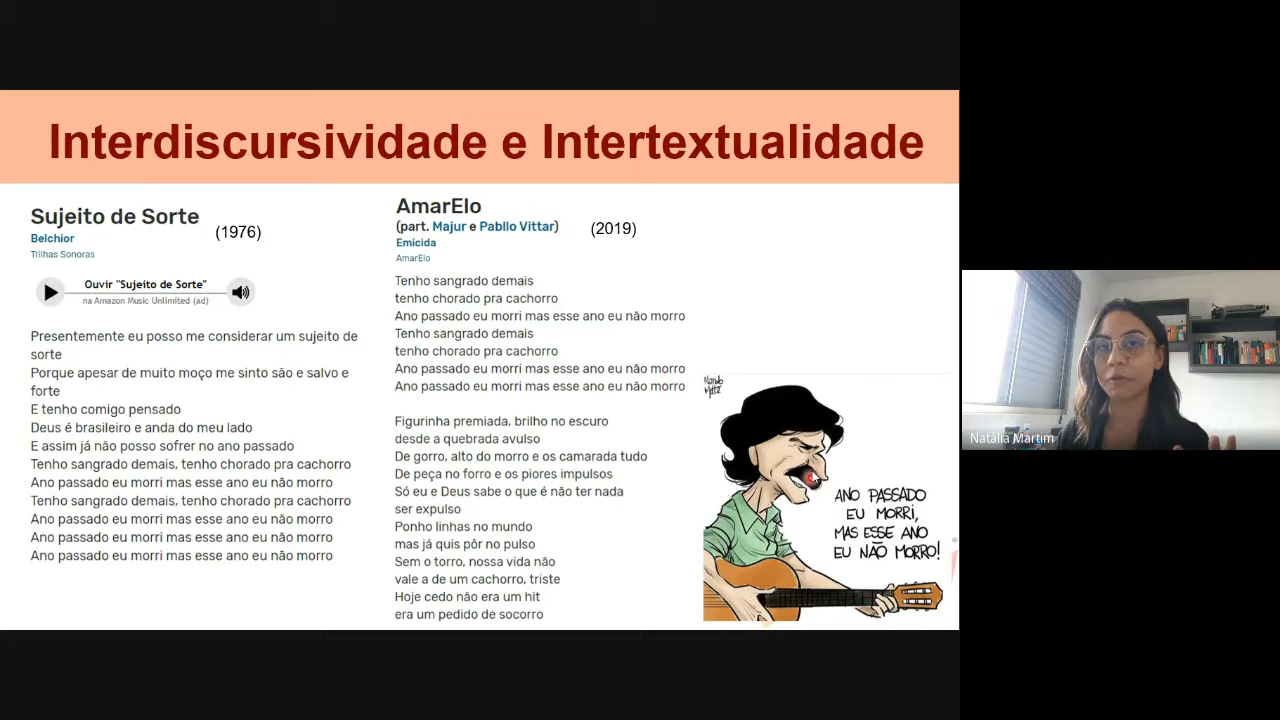 Interdiscursividade e Intertextualidade
Sujeito de Sorte
(1976)
Belchior
Trilhas Sonoras
Ouvir "Sujeito de Sorte"
na Amazon Music Unlimited (ad)
Presentemente eu posso me considerar um sujeito de
sorte
Porque apesar de muito moço me sinto são e salvo e
forte
E tenho comigo pensado
Deus é brasileiro e anda do meu lado
E assim já não posso sofrer no ano passado
Tenho sangrado demais, tenho chorado pra cachorro
Ano passado eu morri mas esse ano eu não morro
Tenho sangrado demais, tenho chorado pra cachorro
Ano passado eu morri mas esse ano eu não morro
Ano passado eu morri mas esse ano eu não morro
Ano passado eu morri mas esse ano eu não morro
AmarElo
(part. Majur e Pabllo Vittar)
(2019)
Emicida
AmarElo
Tenho sangrado demais
tenho chorado pra cachorro
Ano passado eu morri mas esse ano eu não morro
Tenho sangrado demais
tenho chorado pra cachorro
Ano passado eu morri mas esse ano eu não morro
Ano passado eu morri mas esse ano eu não morro
Figurinha premiada, brilho no escuro
desde a quebrada avulso
De gorro, alto do morro e os camarada tudo
De peça no forro e os piores impulsos
Só eu e Deus sabe o que é não ter nada
ser expulso
Ponho linhas no mundo
mas já quis pôr no pulso
Sem o torro, nossa vida não
vale a de um cachorro, triste
Hoje cedo não era um hit
era um pedido de socorro
ANO PASSADO
EU MORRI,
MAS ESSE ANO
EU NÃO MORRO!
Natália Martim